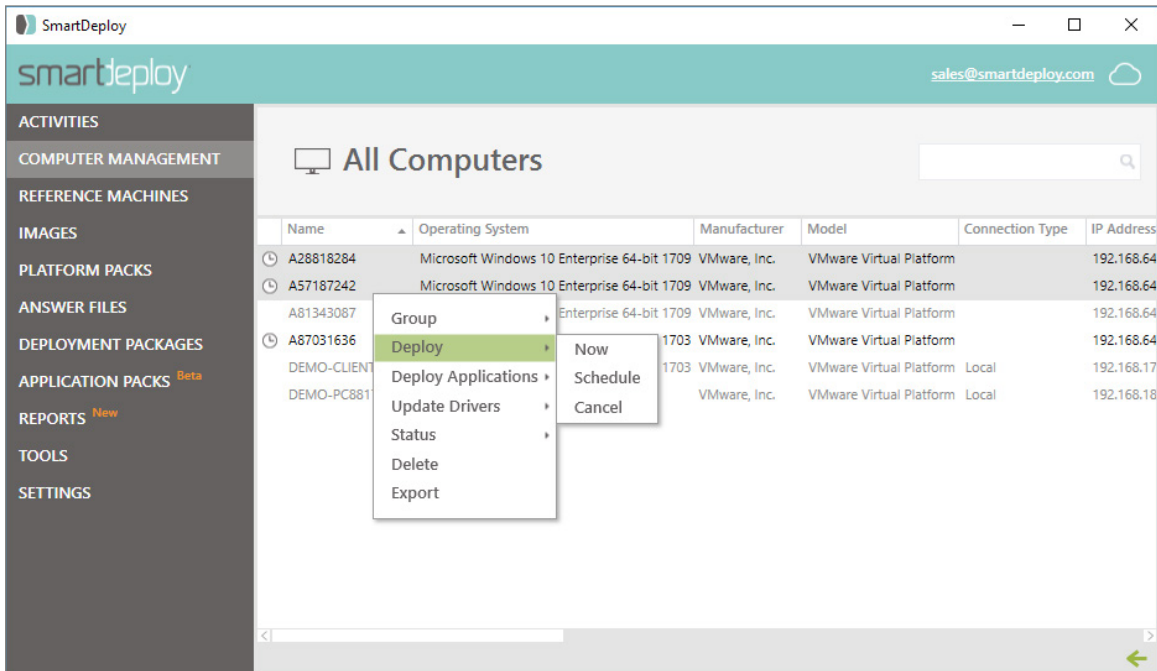 SmartDeploy
smartdeploy
sales@smartdeploy.com
ACTIVITIES
COMPUTER MANAGEMENT
REFERENCE MACHINES
IMAGES
PLATFORM PACKS
ANSWER FILES
DEPLOYMENT PACKAGES
APPLICATION PACKS Beta
REPORTS New
TOOLS
SETTINGS
All Computers
Name Operating System Manufacturer Model Connection Type IP Address
A28818284 Microsoft Windows 10 Enterprise 64-bit 1709 VMware, Inc. VMware Virtual Platform 192.168.64
A57187242 Microsoft Windows 10 Enterprise 64-bit 1709 VMware, Inc. VMware Virtual Platform 192.168.64
A81343087 Enterprise 64-bit 1709 VMware, Inc. VMware Virtual Platform 192.168.64
A87031636 1703 VMware, Inc. VMware Virtual Platform 192.168.64
DEMO-CLIENT 1703 VMware, Inc. VMware Virtual Platform Local 192.168.17
DEMO-PC881 VMware, Inc. VMware Virtual Platform Local 192.168.18
Group
Deploy
Deploy Applications
Update Drivers
Status
Delete
Export
Now
Schedule
Cancel